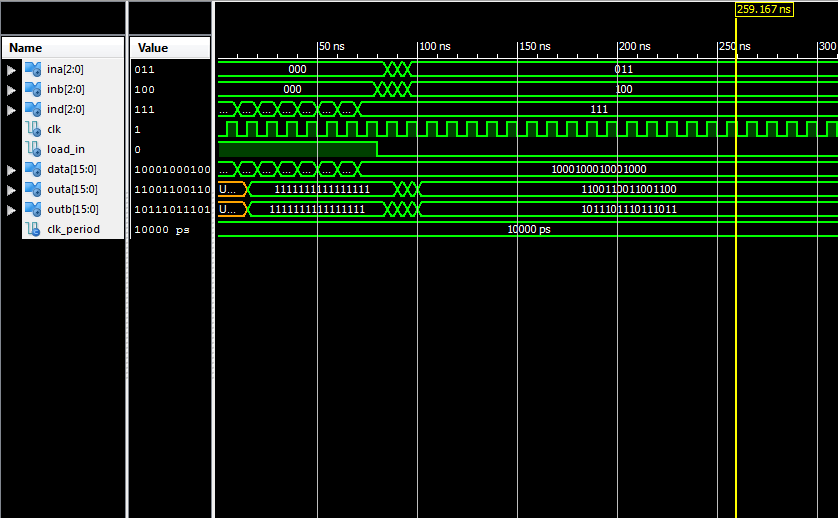 259.167 ns
Name Value
50 ns 100 ns 150 ns 200 ns 250 ns 300
ina[2:0] 011 000 011
inb[2:0] 100 000 100
ind[2:0] 111 ... ... ... ... ... ... ... 111
clk 1
load_in 0
data[15:0] 10001000100 ... ... ... ... ... ... ... 1000100010001000
outa[15:0] 11001100110 U... 1111111111111111 1100110011001100
outb[15:0] 10111011101 U... 1111111111111111 1011101110111011
clk_period 10000 ps 10000 ps